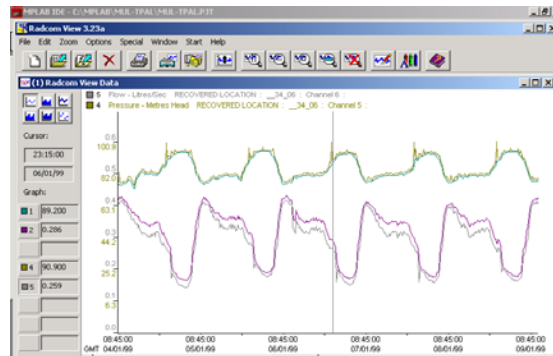 MPLAB IDE - C:\MPLAB\MUL-TPAL\MUL-TPAL.PJT
Radcom View 3.23a
File Edit Zoom Options Special Window Start Help
(1) Radcom View Data
5 Flow - Litres/Sec RECOVERED LOCATION : __34_06 : Channel 6 :
4 Pressure - Metres Head RECOVERED LOCATION : __34_06 : Channel 5 :
Cursor:
23:15:00
06/01/99
Graph:
1 89.200
2 0.286
4 90.900
5 0.259
0.6
100.9
0.5
82.0
0.4
63.1
0.3
44.2
0.2
25.2
0.1
6.3
0.0
08:45:00 08:45:00 08:45:00 08:45:00 08:45:00 08:45:00
GMT 04/01/99 05/01/99 06/01/99 07/01/99 08/01/99 09/01/99